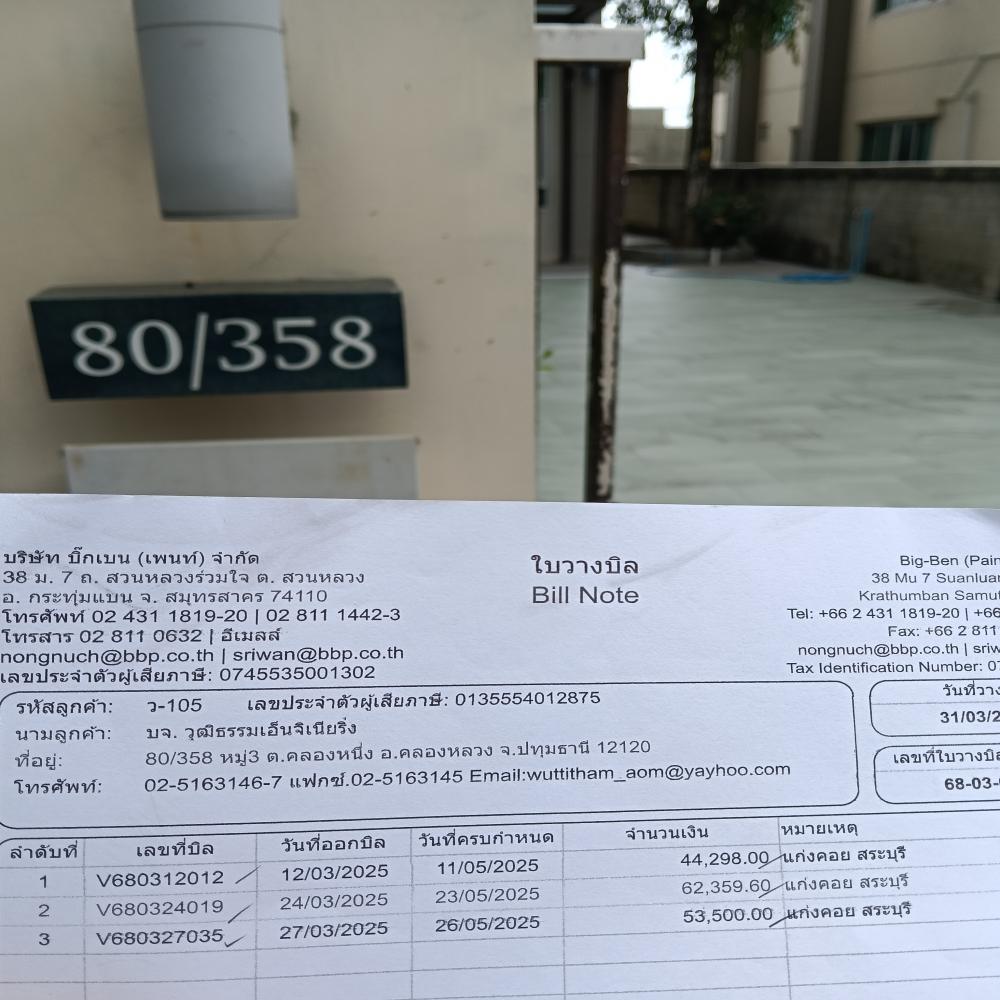 80/358
บริษัท บิ๊กเบน (เพนท์) จำกัด
38 ม. 7 ถ. สวนหลวงร่วมใจ ต. สวนหลวง
อ. กระทุ่มแบน จ. สมุทรสาคร 74110
โทรศัพท์ 02 431 1819-20 | 02 811 1442-3
โทรสาร 02 811 0632 | อีเมลล์
nongnuch@bbp.co.th | sriwan@bbp.co.th
เลขประจำตัวผู้เสียภาษี: 0745535001302
ใบวางบิล
Bill Note
Big-Ben (Pain
38 Mu 7 Suanluan
Krathumban Samut
Tel: +66 2 431 1819-20 | +66
Fax: +66 2 811
nongnuch@bbp.co.th | sriw
Tax Identification Number: 07
รหัสลูกค้า: ว-105 เลขประจำตัวผู้เสียภาษี: 0135554012875
นามลูกค้า: บจ. วุฒิธรรมเอ็นจิเนียริ่ง
ที่อยู่: 80/358 หมู่3 ต.คลองหนึ่ง อ.คลองหลวง จ.ปทุมธานี 12120
โทรศัพท์: 02-5163146-7 แฟกซ์.02-5163145 Email:wuttitham_aom@yayhoo.com
วันที่วาง
31/03/2
เลขที่ใบวางบิล
68-03-
ลำดับที่ เลขที่บิล วันที่ออกบิล วันที่ครบกำหนด จำนวนเงิน หมายเหตุ
1 V680312012 12/03/2025 11/05/2025 44,298.00 แก่งคอย สระบุรี
2 V680324019 24/03/2025 23/05/2025 62,359.60 แก่งคอย สระบุรี
3 V680327035 27/03/2025 26/05/2025 53,500.00 แก่งคอย สระบุรี